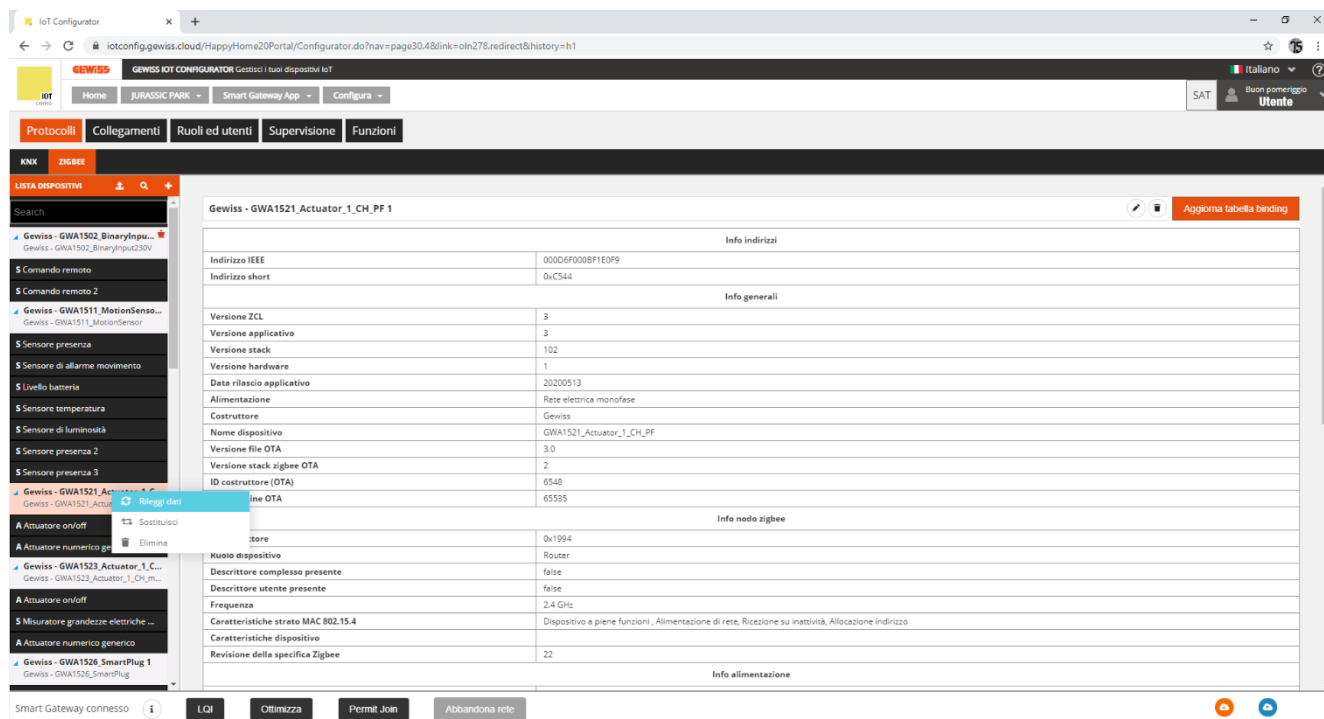 IoT Configurator
iotconfig.gewiss.cloud/HappyHome20Portal/Configurator.do?nav=page30.4&link=oln278.redirect&history=h1
GEWISS GEWISS IOT CONFIGURATOR Gestisci i tuoi dispositivi IoT Italiano
IOT Home JURASSIC PARK Smart Gateway App Configura SAT Buon pomeriggio
Utente
Protocolli Collegamenti Ruoli ed utenti Supervisione Funzioni
KNX ZIGBEE
LISTA DISPOSITIVI
Search
Gewiss - GWA1502_BinaryInpu...
Gewiss - GWA1502_BinaryInput230V
S Comando remoto
S Comando remoto 2
Gewiss - GWA1511_MotionSenso...
Gewiss - GWA1511_MotionSensor
S Sensore presenza
S Sensore di allarme movimento
S Livello batteria
S Sensore temperatura
S Sensore di luminosità
S Sensore presenza 2
S Sensore presenza 3
Gewiss - GWA1521_Actuator_1_C...
Gewiss - GWA1521_Actua
A Attuatore on/off
A Attuatore numerico ge
Gewiss - GWA1523_Actuator_1_C...
Gewiss - GWA1523_Actuator_1_CH_m...
A Attuatore on/off
S Misuratore grandezze elettriche ...
A Attuatore numerico generico
Gewiss - GWA1526_SmartPlug 1
Gewiss - GWA1526_SmartPlug
Rileggi dati
Sostituisci
Elimina
Gewiss - GWA1521_Actuator_1_CH_PF 1 Aggiorna tabella binding
Info indirizzi
Indirizzo IEEE 000D6F000BF1E0F9
Indirizzo short 0xC544
Info generali
Versione ZCL 3
Versione applicativo 3
Versione stack 102
Versione hardware 1
Data rilascio applicativo 20200513
Alimentazione Rete elettrica monofase
Costruttore Gewiss
Nome dispositivo GWA1521_Actuator_1_CH_PF
Versione file OTA 3.0
Versione stack zigbee OTA 2
ID costruttore (OTA) 6548
ine OTA 65535
Info nodo zigbee
ttore 0x1994
Ruolo dispositivo Router
Descrittore complesso presente false
Descrittore utente presente false
Frequenza 2.4 GHz
Caratteristiche strato MAC 802.15.4 Dispositivo a piene funzioni , Alimentazione di rete, Ricezione su inattività, Allocazione indirizzo
Caratteristiche dispositivo
Revisione della specifica Zigbee 22
Info alimentazione
Smart Gateway connesso i LQI Ottimizza Permit Join Abbandona rete